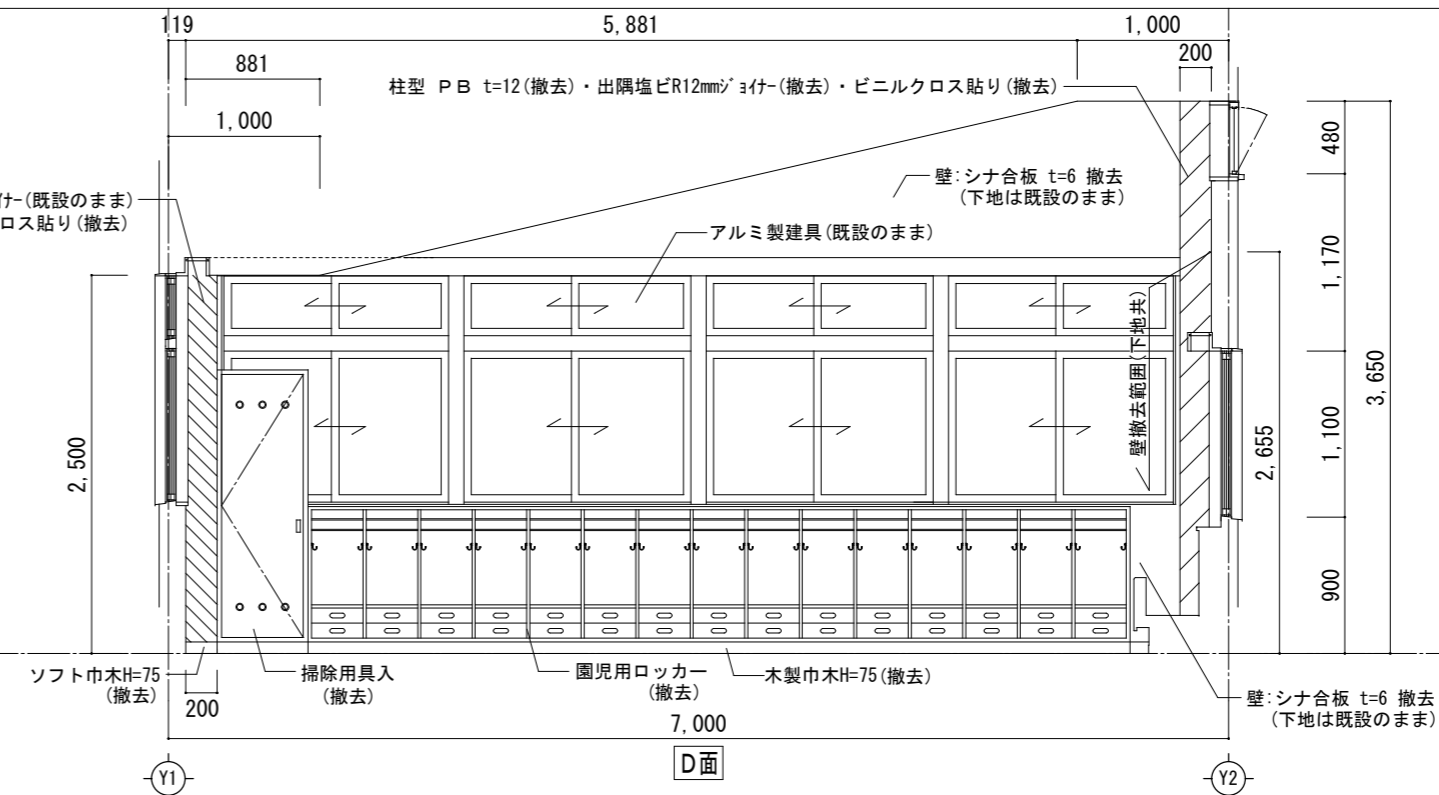 119
5,881
1,000
881
200
柱型 PB t=12(撤去)・出隅塩ビR12mmジョイナー(撤去)・ビニルクロス貼り(撤去)
1,000
480
壁:シナ合板 t=6 撤去
(下地は既設のまま)
イナー(既設のまま)
ロス貼り(撤去)
アルミ製建具(既設のまま)
1,170
壁撤去範囲(下地共)
3,650
2,500
1,100
2,655
900
ソフト巾木H=75
(撤去)
掃除用具入
(撤去)
園児用ロッカー
(撤去)
木製巾木H=75(撤去)
壁:シナ合板 t=6 撤去
(下地は既設のまま)
200
7,000
D面
Y1
Y2